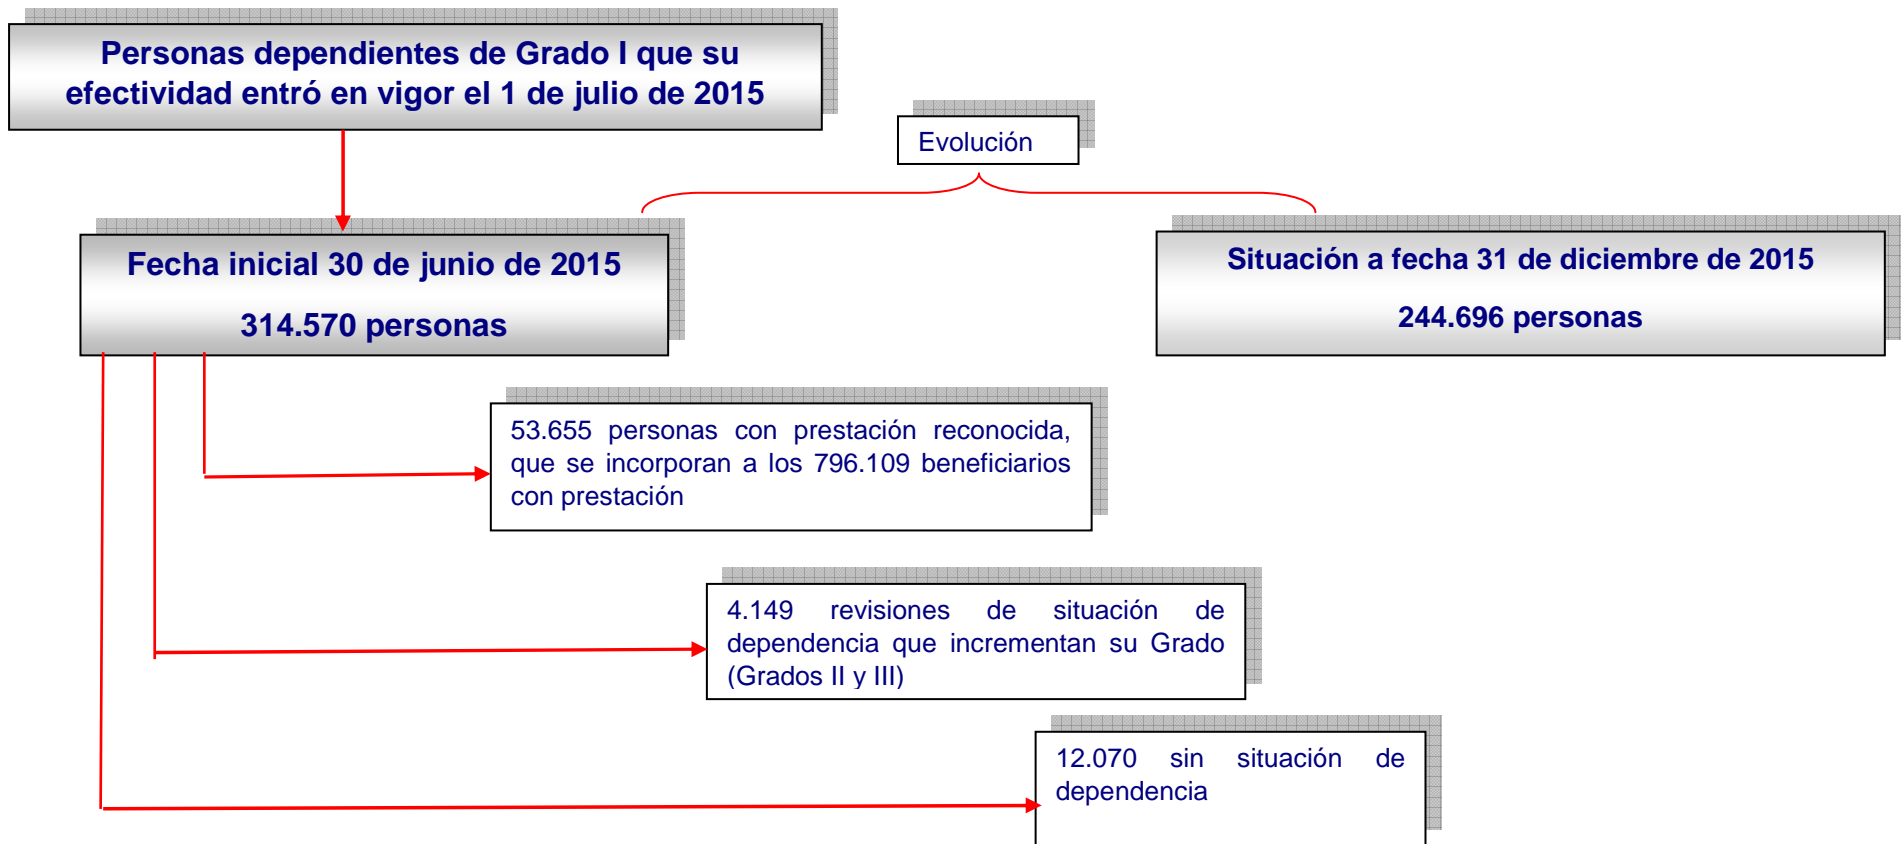 Personas dependientes de Grado I que su
efectividad entró en vigor el 1 de julio de 2015
Evolución
Fecha inicial 30 de junio de 2015
314.570 personas
Situación a fecha 31 de diciembre de 2015
244.696 personas
53.655 personas con prestación reconocida,
que se incorporan a los 796.109 beneficiarios
con prestación
4.149 revisiones de situación de
dependencia que incrementan su Grado
(Grados II y III)
12.070 sin situación de
dependencia